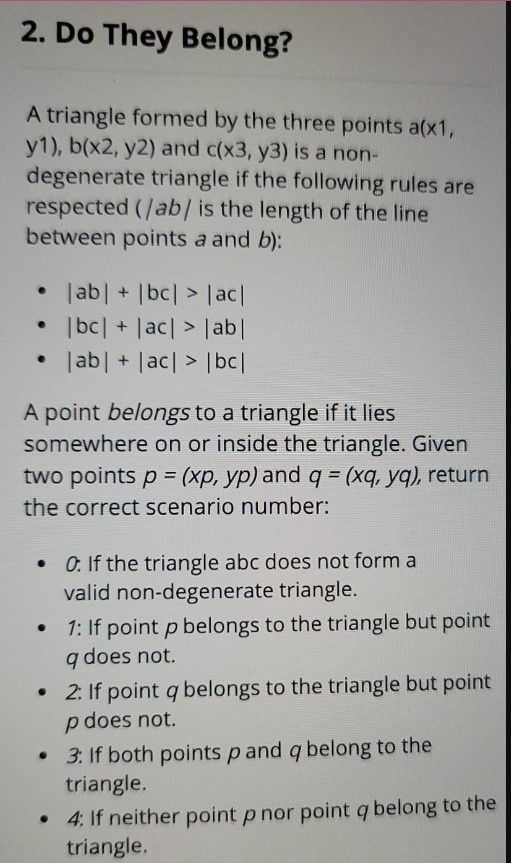 2. Do They Belong?
A triangle formed by the three points a(x1,
y1), b(x2, y2) and c(x3, y3) is a non-
degenerate triangle if the following rules are
respected (|ab| is the length of the line
between points a and b):
• |ab| + |bc| > |ac|
• |bc| + |ac| > |ab|
• |ab| + |ac| > |bc|
A point belongs to a triangle if it lies
somewhere on or inside the triangle. Given
two points p = (xp, yp) and q = (xq, yq), return
the correct scenario number:
• 0: If the triangle abc does not form a
valid non-degenerate triangle.
• 1: If point p belongs to the triangle but point
q does not.
• 2: If point q belongs to the triangle but point
p does not.
• 3: If both points p and q belong to the
triangle.
• 4: If neither point p nor point q belong to the
triangle.